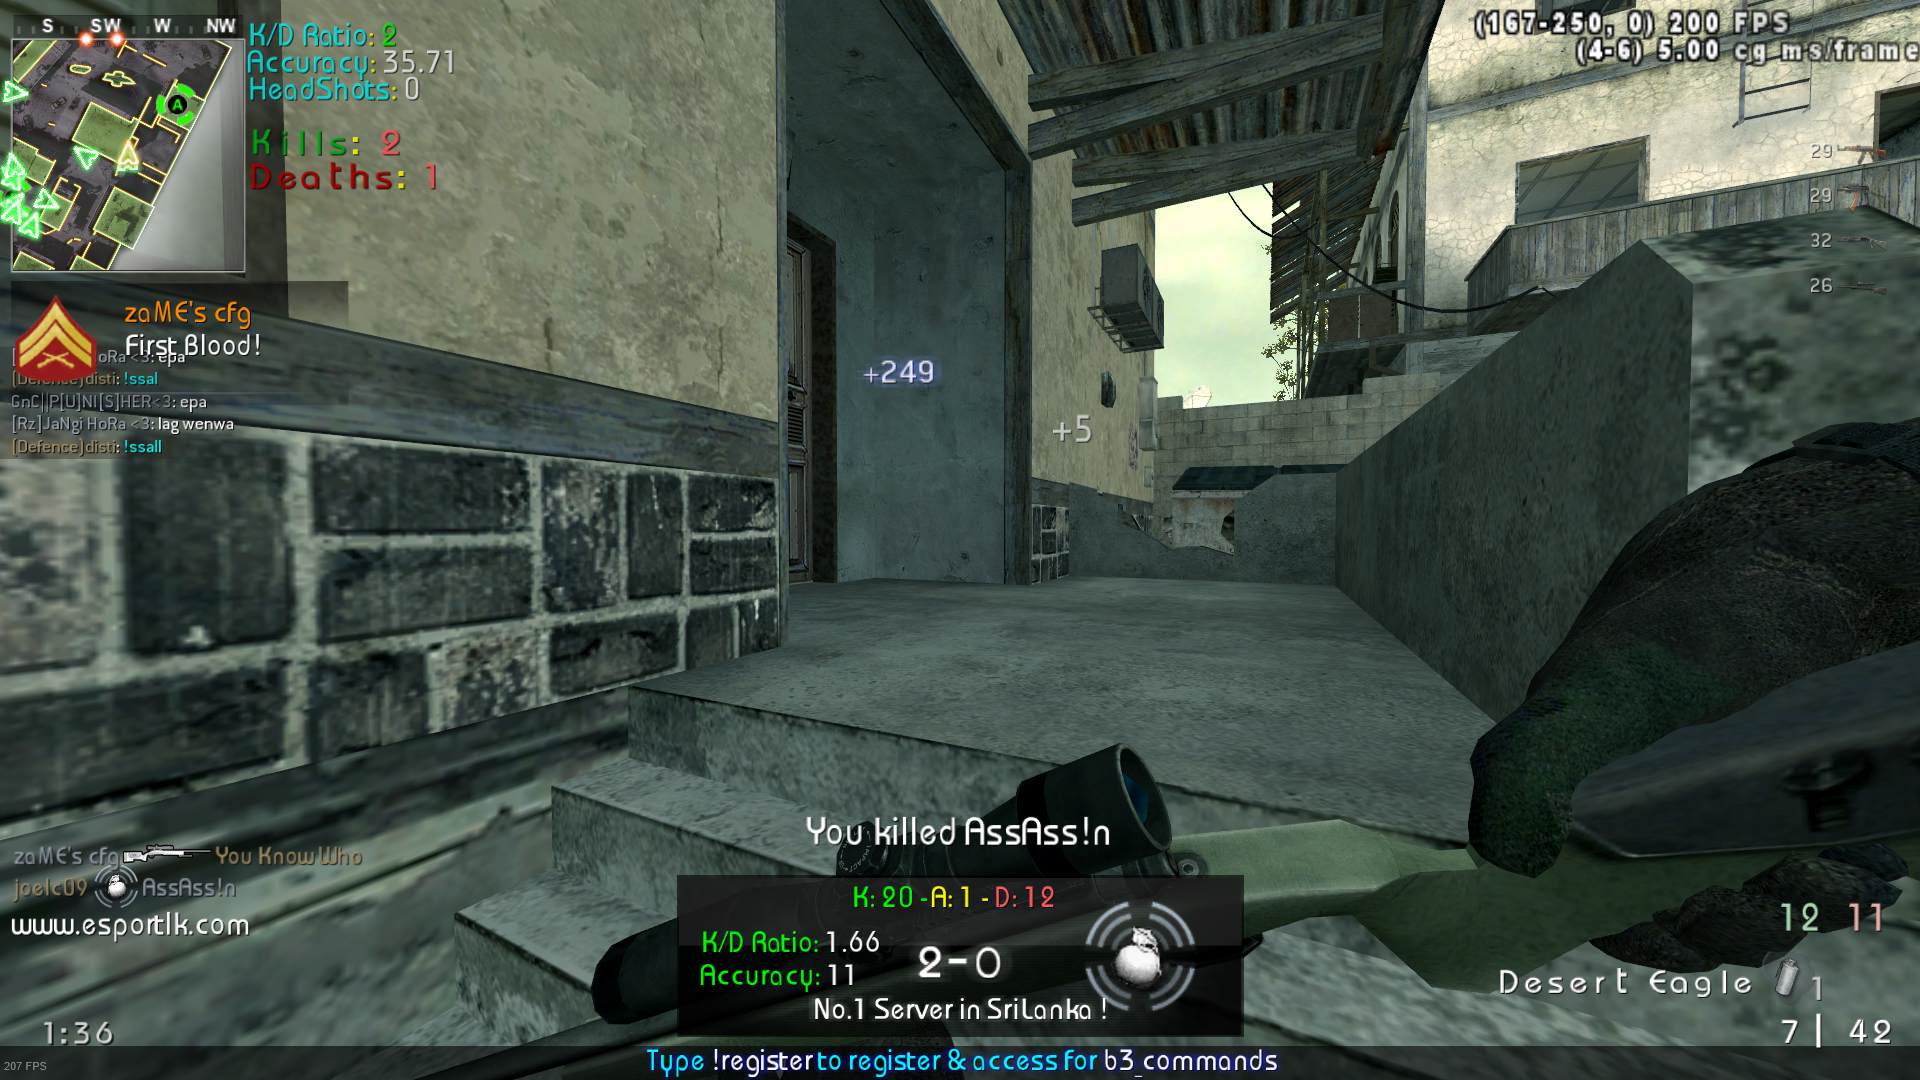 S SW W NW
K/D Ratio: 2
Accuracy: 35.71
HeadShots: 0
Kills: 2
Deaths: 1
(167-250, 0) 200 FPS
(4-6) 5.00 cg ms/frame
A
29
29
32
26
zaME's cfg
First Blood!
oRa <3: epa
[Defence]disti: !ssal
GnC||P[U]NI[S]HER<3: epa
[Rz]JaNgi HoRa <3: lag wenwa
[Defence]disti: !ssall
+249
+5
You killed AssAss!n
zaME's cfg You Know Who
joelc09 AssAss!n
www.esportlk.com
K: 20 - A: 1 - D: 12
K/D Ratio: 1.66
Accuracy: 11
2-0
No.1 Server in SriLanka !
12 11
Desert Eagle 1
7 | 42
1:36
207 FPS
Type !register to register & access for b3_commands